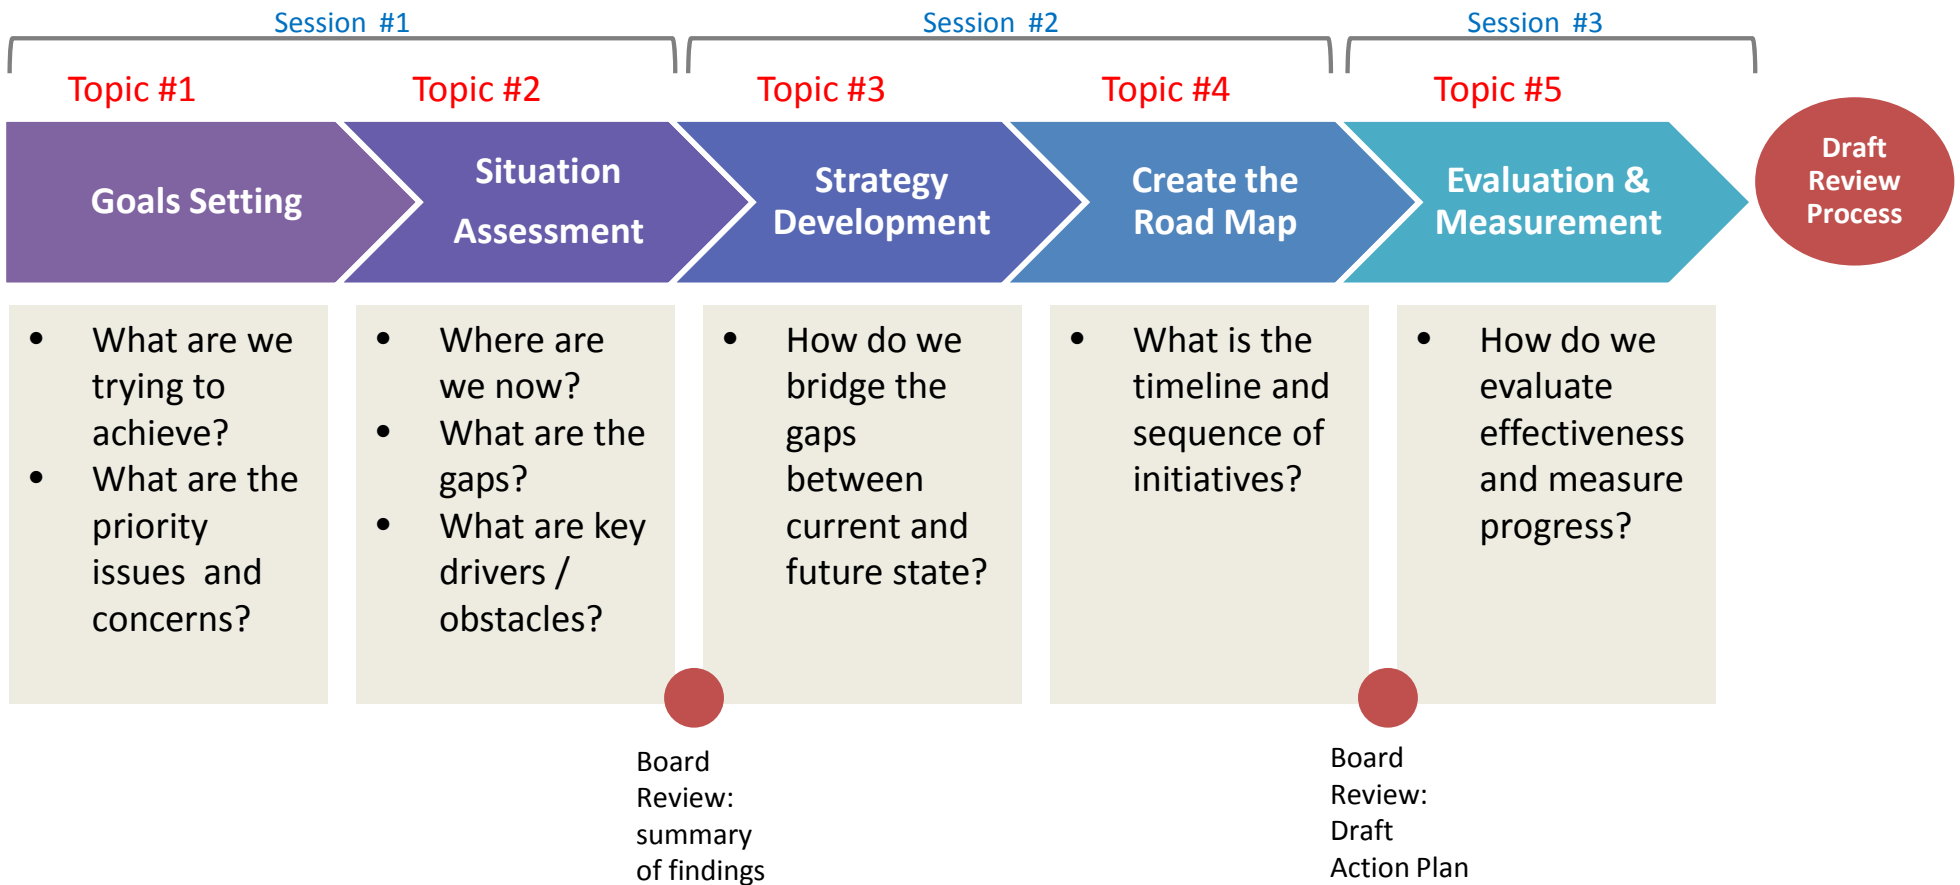 Session #1
Session #2
Session #3
Topic #1
Topic #2
Topic #3
Topic #4
Topic #5
Goals Setting
Situation
Assessment
Strategy
Development
Create the
Road Map
Evaluation &
Measurement
Draft
Review
Process
• What are we
trying to
achieve?
• What are the
priority
issues and
concerns?
• Where are
we now?
• What are the
gaps?
• What are key
drivers /
obstacles?
• How do we
bridge the
gaps
between
current and
future state?
• What is the
timeline and
sequence of
initiatives?
• How do we
evaluate
effectiveness
and measure
progress?
Board
Review:
summary
of findings
Board
Review:
Draft
Action Plan